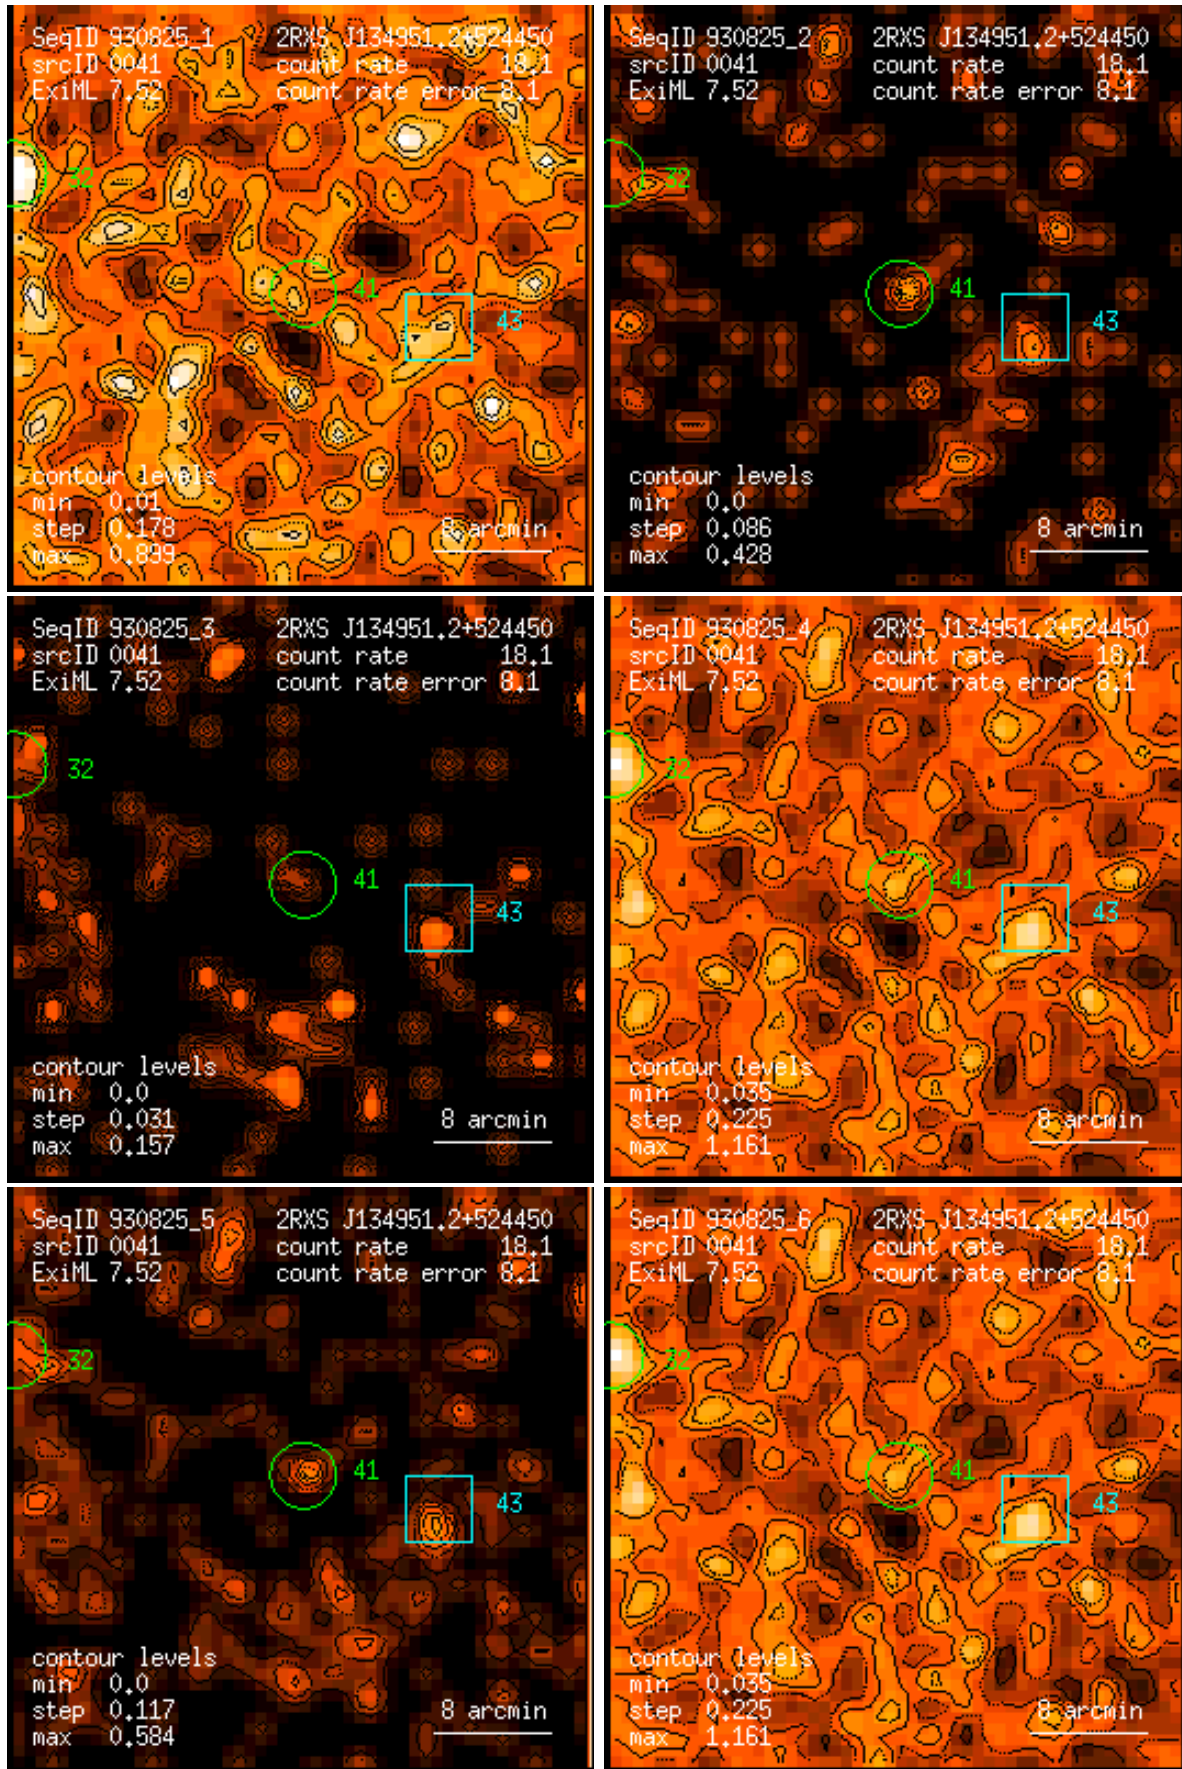 SeqID 930825_1 2RXS J134951.2+524450
srcID 0041 count rate 18.1
ExiML 7.52 count rate error 8.1
32
41
43
contour levels
min 0.01
step 0.178
max 0.899
8 arcmin
SeqID 930825_2 2RXS J134951.2+524450
srcID 0041 count rate 18.1
ExiML 7.52 count rate error 8.1
32
41
43
contour levels
min 0.0
step 0.086
max 0.428
8 arcmin
SeqID 930825_3 2RXS J134951.2+524450
srcID 0041 count rate 18.1
ExiML 7.52 count rate error 8.1
32
41
43
contour levels
min 0.0
step 0.031
max 0.157
8 arcmin
SeqID 930825_4 2RXS J134951.2+524450
srcID 0041 count rate 18.1
ExiML 7.52 count rate error 8.1
32
41
43
contour levels
min 0.035
step 0.225
max 1.161
8 arcmin
SeqID 930825_5 2RXS J134951.2+524450
srcID 0041 count rate 18.1
ExiML 7.52 count rate error 8.1
32
41
43
contour levels
min 0.0
step 0.117
max 0.584
8 arcmin
SeqID 930825_6 2RXS J134951.2+524450
srcID 0041 count rate 18.1
ExiML 7.52 count rate error 8.1
32
41
43
contour levels
min 0.035
step 0.225
max 1.161
8 arcmin